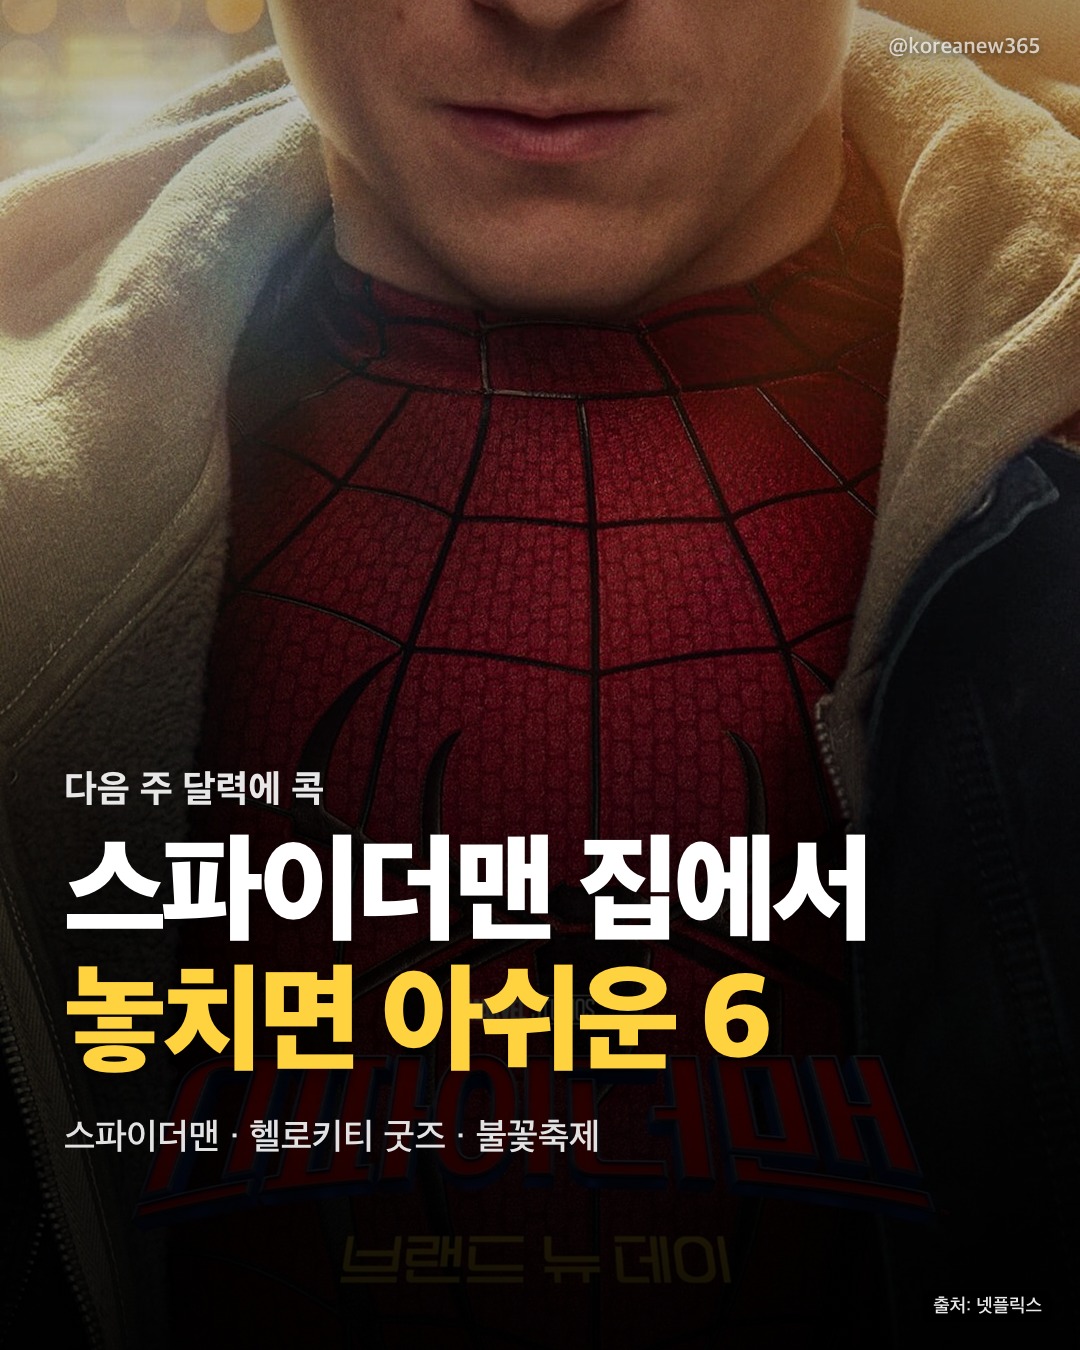 @koreanew365
다음 주 달력에 콕
스파이더맨 집에서
놓치면 아쉬운 6
스파이더맨
스파이더맨 · 헬로키티 굿즈 · 불꽃축제
브랜드 뉴 데이
출처: 넷플릭스